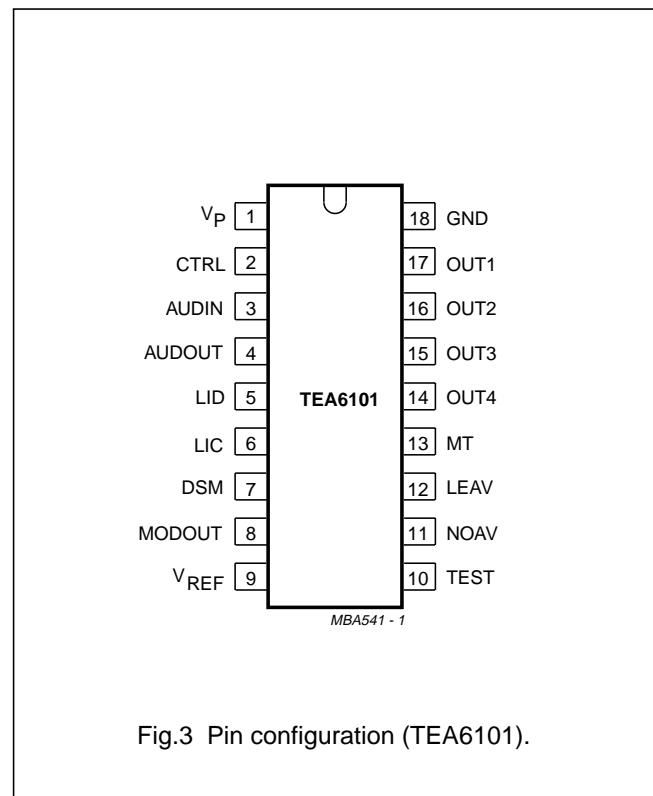 VP 1 18 GND
CTRL 2 17 OUT1
AUDIN 3 16 OUT2
AUDOUT 4 15 OUT3
LID 5 TEA6101 14 OUT4
LIC 6 13 MT
DSM 7 12 LEAV
MODOUT 8 11 NOAV
VREF 9 10 TEST
MBA541 - 1
Fig.3 Pin configuration (TEA6101).